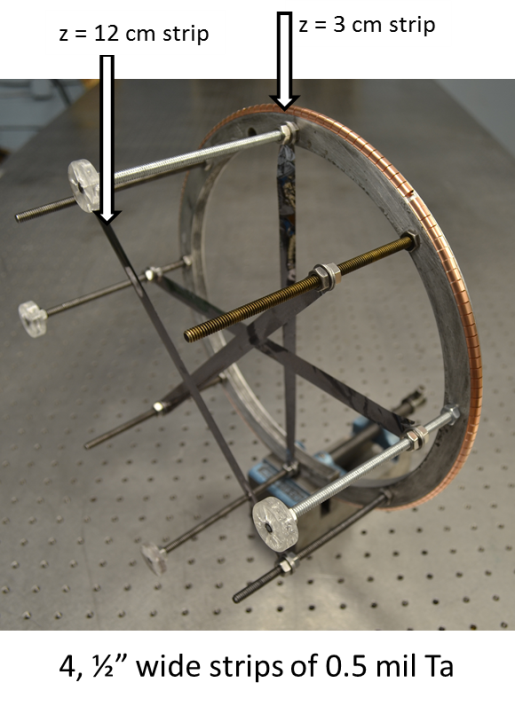 z = 12 cm strip
z = 3 cm strip
4, ½” wide strips of 0.5 mil Ta